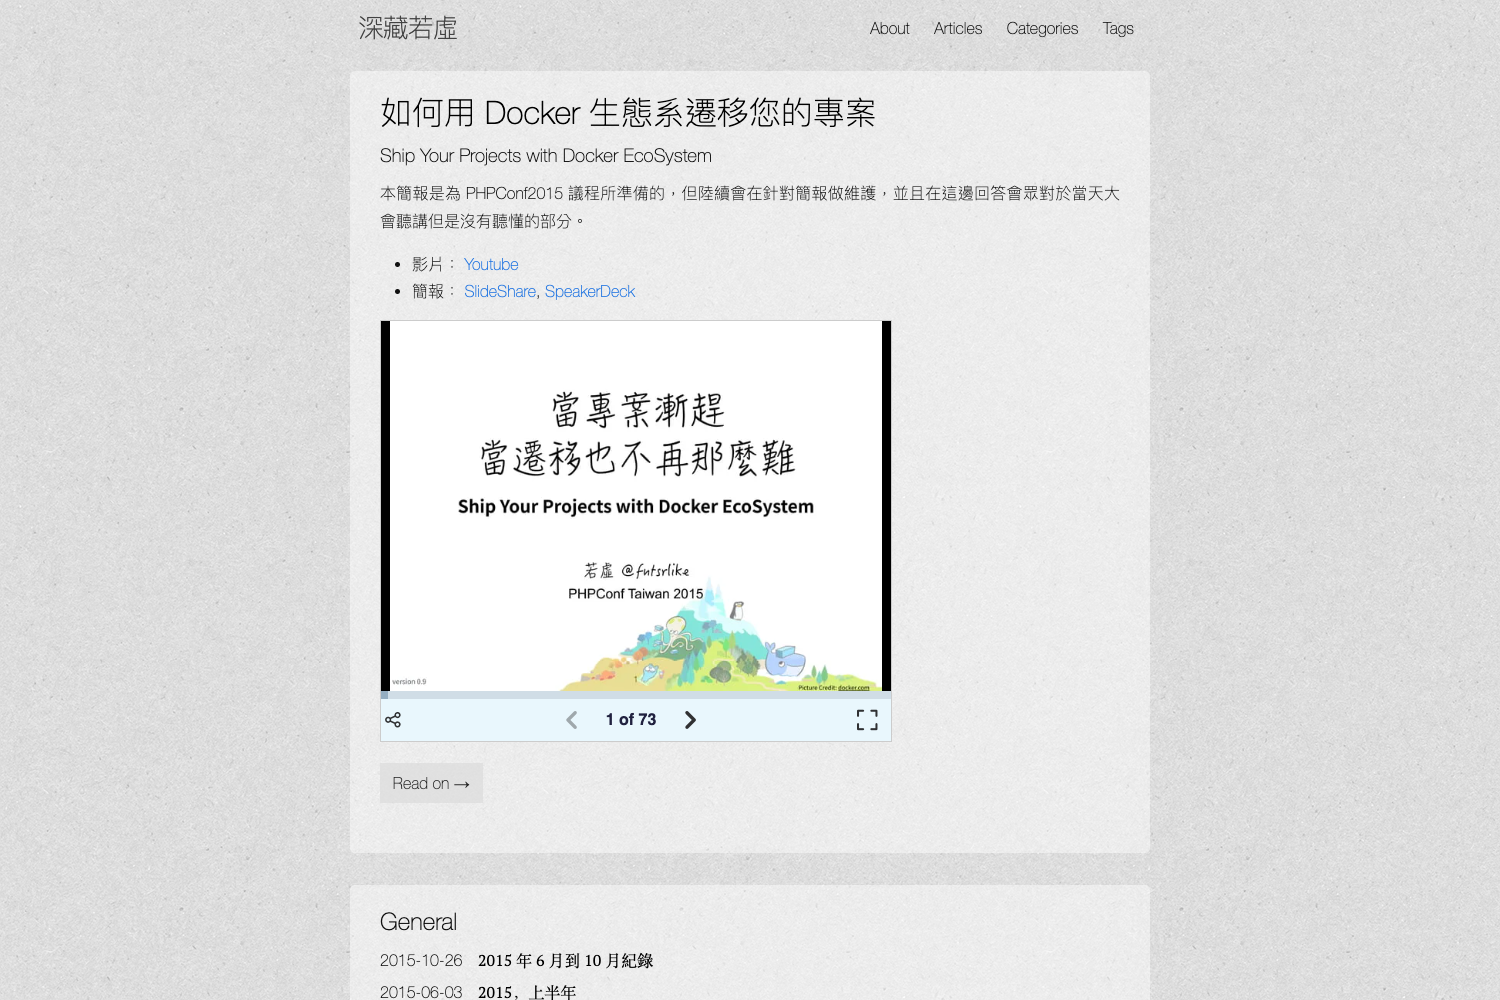 深藏若虛
About Articles Categories Tags
如何用 Docker 生態系遷移您的專案
Ship Your Projects with Docker EcoSystem
本簡報是為 PHPConf2015 議程所準備的，但陸續會在針對簡報做維護，並且在這邊回答會眾對於當天大
會聽講但是沒有聽懂的部分。
影片： Youtube
簡報： SlideShare, SpeakerDeck
當專案漸趕
當遷移也不再那麼難
Ship Your Projects with Docker EcoSystem
若虛 @fntsrlike
PHPConf Taiwan 2015
1
version 0.9
Picture Credit: docker.com
1 of 73
Read on →
General
2015-10-26 2015 年 6 月到 10 月紀錄
2015-06-03 2015，上半年